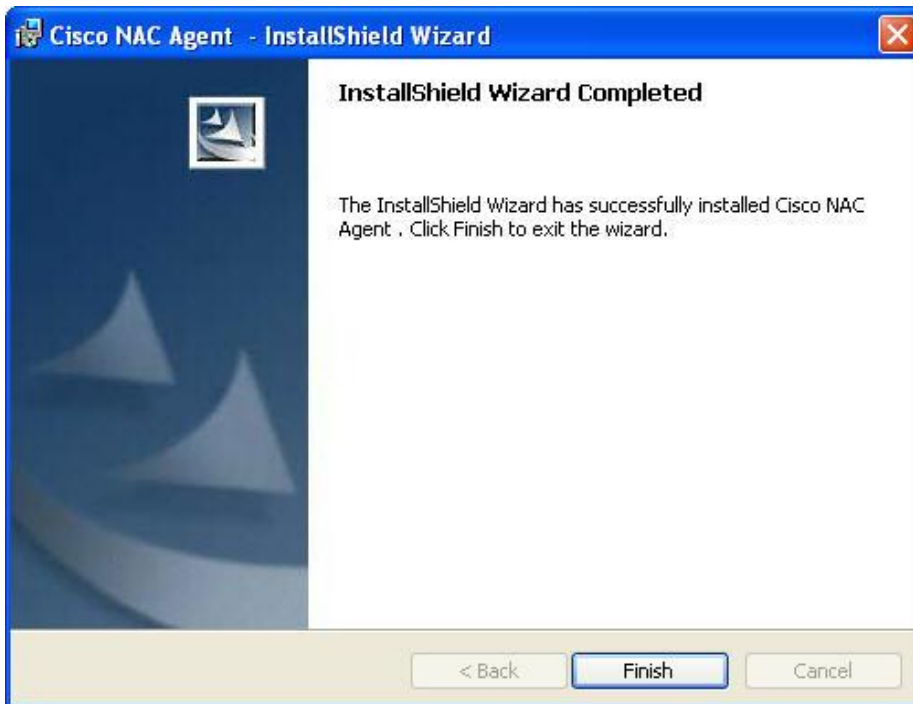 Cisco NAC Agent - InstallShield Wizard
InstallShield Wizard Completed
The InstallShield Wizard has successfully installed Cisco NAC
Agent . Click Finish to exit the wizard.
< Back
Finish
Cancel